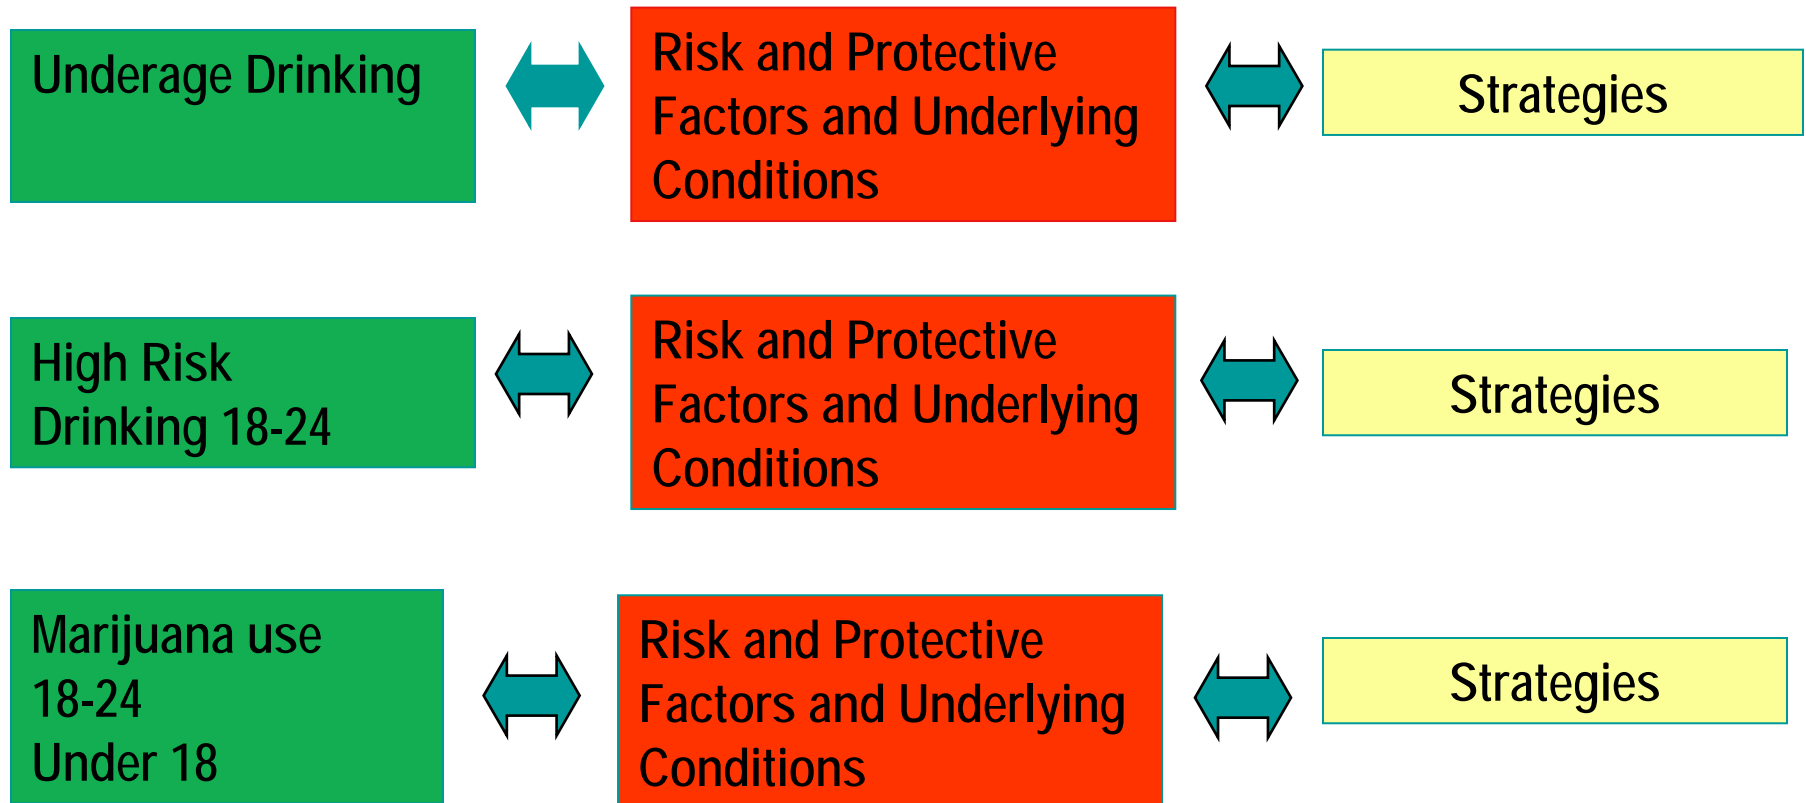 Underage Drinking
Risk and Protective
Factors and Underlying
Conditions
Strategies
High Risk
Drinking 18-24
Risk and Protective
Factors and Underlying
Conditions
Strategies
Marijuana use
18-24
Under 18
Risk and Protective
Factors and Underlying
Conditions
Strategies